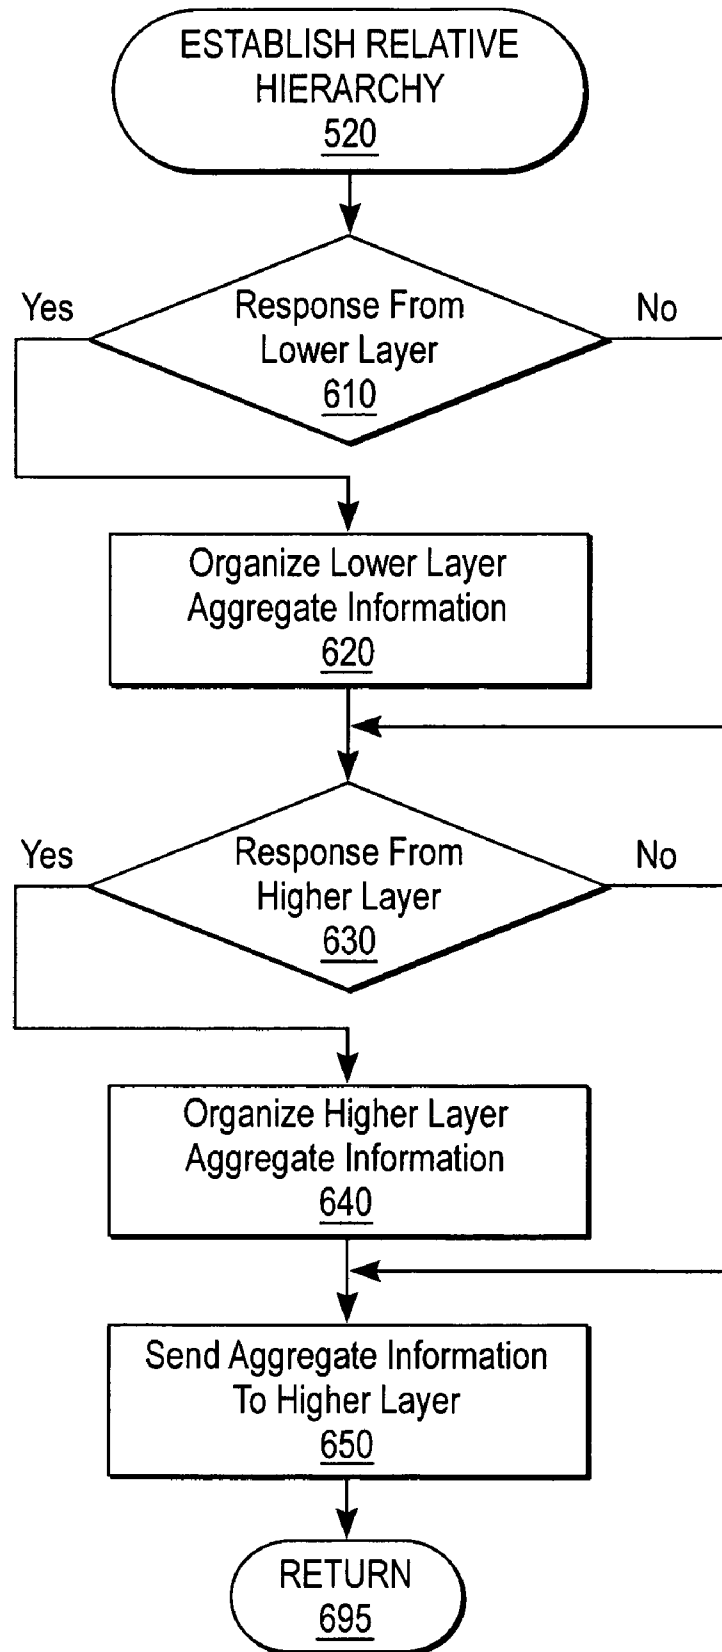 ESTABLISH RELATIVE
HIERARCHY
520
Yes
Response From
Lower Layer
610
No
Organize Lower Layer
Aggregate Information
620
Yes
Response From
Higher Layer
630
No
Organize Higher Layer
Aggregate Information
640
Send Aggregate Information
To Higher Layer
650
RETURN
695